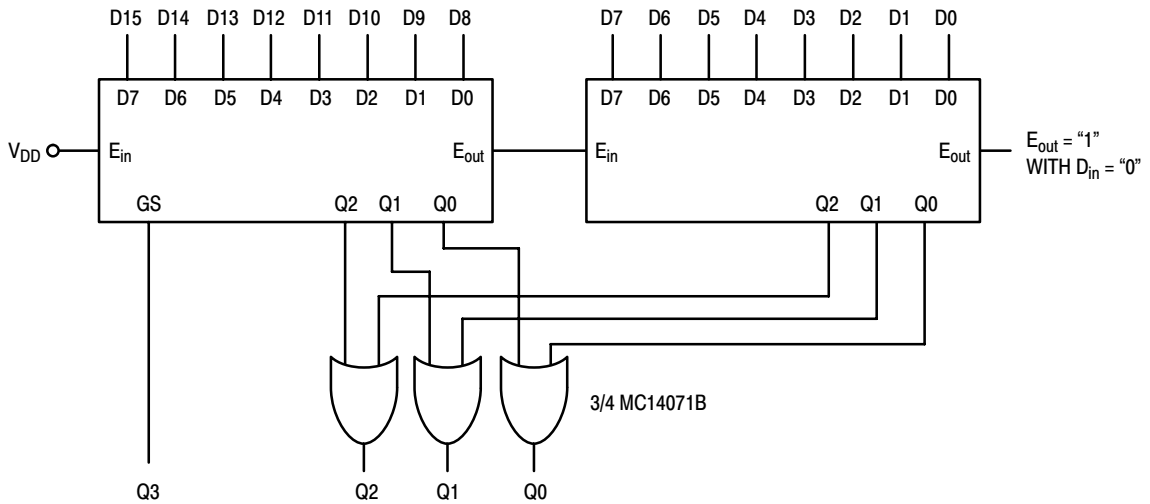 D15 D14 D13 D12 D11 D10 D9 D8 D7 D6 D5 D4 D3 D2 D1 D0
D7 D6 D5 D4 D3 D2 D1 D0 D7 D6 D5 D4 D3 D2 D1 D0
VDD Ein Eout Ein Eout Eout = “1”
WITH Din = “0”
GS Q2 Q1 Q0 Q2 Q1 Q0
3/4 MC14071B
Q3 Q2 Q1 Q0